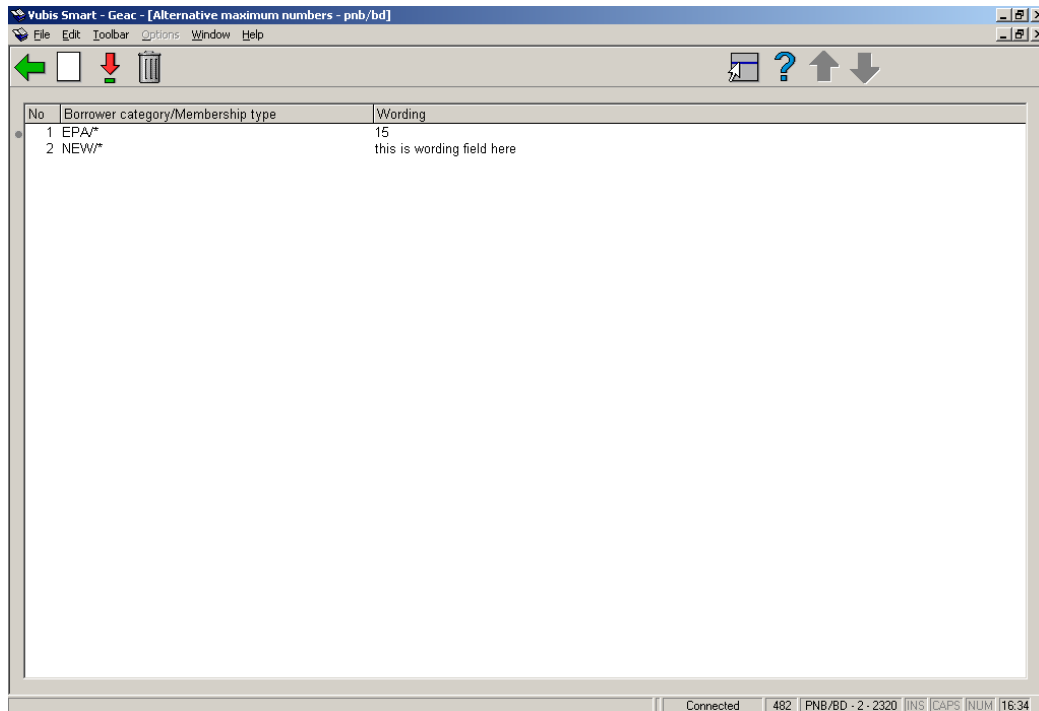 Vubis Smart - Geac - [Alternative maximum numbers - pnb/bd]
File Edit Toolbar Options Window Help
No Borrower category/Membership type Wording
1 EPA/* 15
2 NEW/* this is wording field here
Connected 482 PNB/BD - 2 - 2320 INS CAPS NUM 16:34